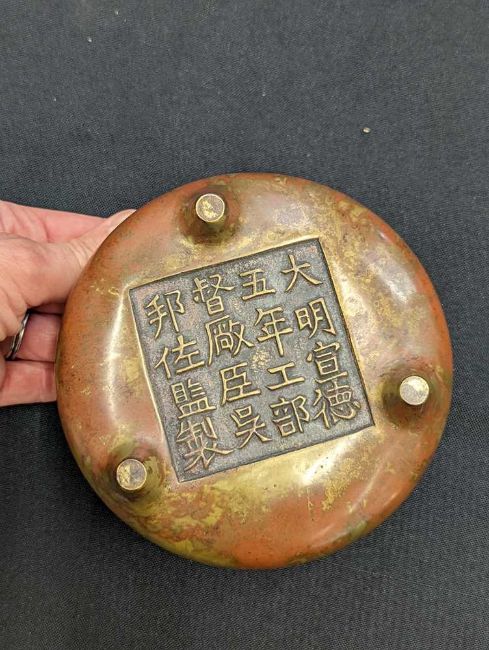 大明宣德
五年工部
督廠臣吳
邦佐監製